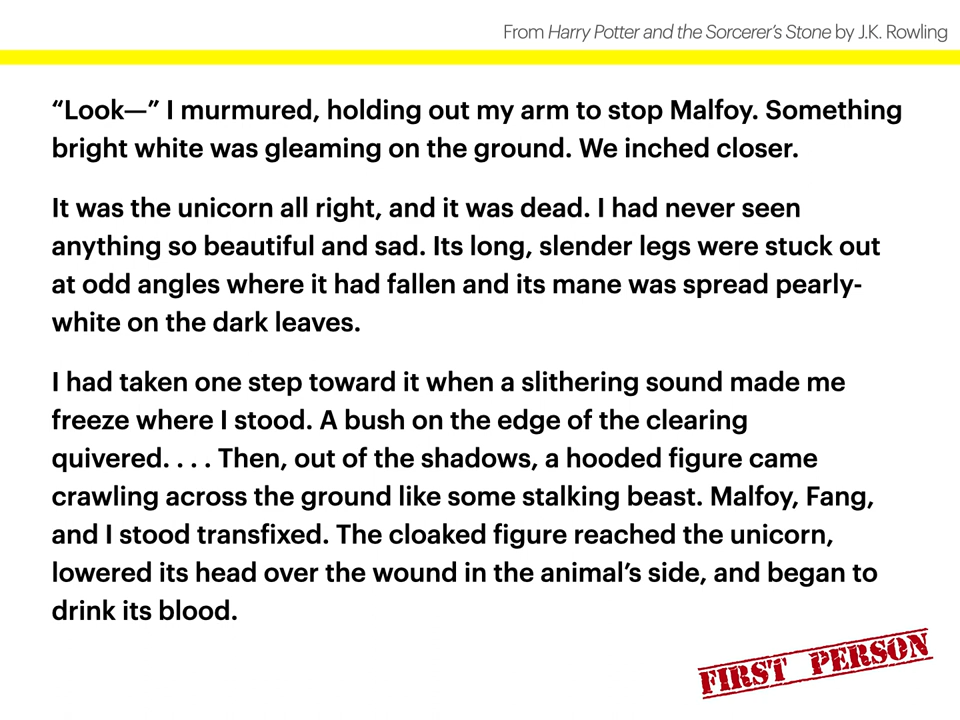 From Harry Potter and the Sorcerer’s Stone by J.K. Rowling
“Look—” I murmured, holding out my arm to stop Malfoy. Something
bright white was gleaming on the ground. We inched closer.
It was the unicorn all right, and it was dead. I had never seen
anything so beautiful and sad. Its long, slender legs were stuck out
at odd angles where it had fallen and its mane was spread pearly-
white on the dark leaves.
I had taken one step toward it when a slithering sound made me
freeze where I stood. A bush on the edge of the clearing
quivered. . . . Then, out of the shadows, a hooded figure came
crawling across the ground like some stalking beast. Malfoy, Fang,
and I stood transfixed. The cloaked figure reached the unicorn,
lowered its head over the wound in the animal’s side, and began to
drink its blood.
FIRST PERSON